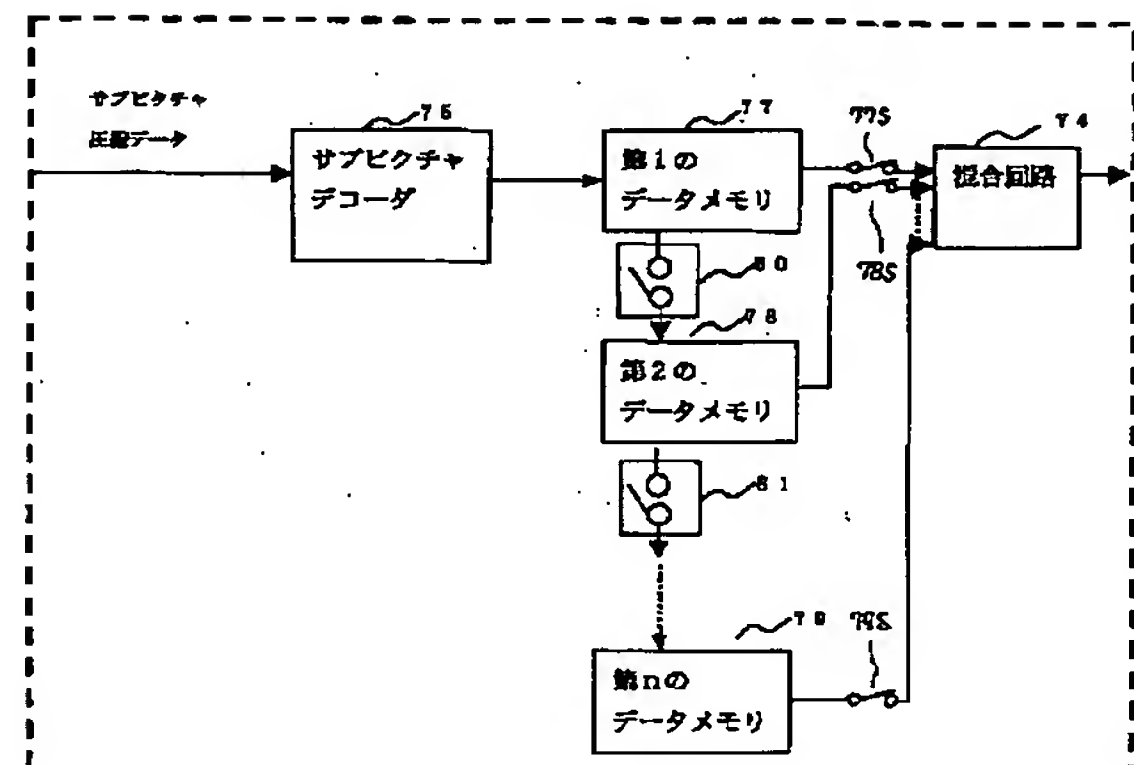 サブピクチャ
圧縮データ
75
サブピクチャ
デコーダ
77
第1の
データメモリ
77S
78S
74
混合回路
80
78
第2の
データメモリ
81
79
第nの
データメモリ
79S